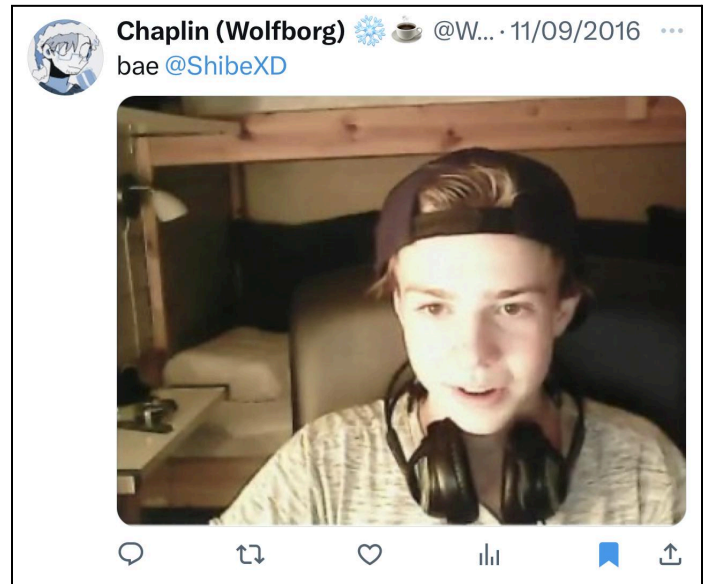 Chaplin (Wolfborg) ❄️ ☕ @W... · 11/09/2016 ···
bae @ShibeXD